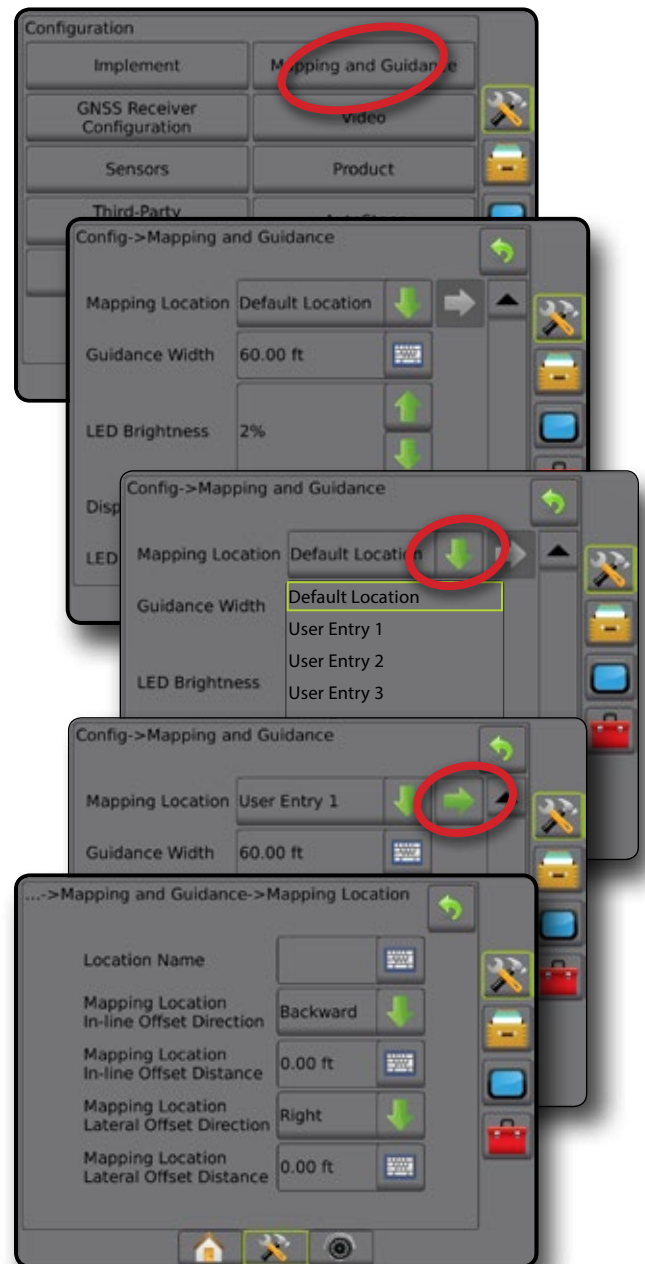 Configuration
Implement
Mapping and Guidance
GNSS Receiver
Configuration
Video
Sensors
Product
Third-Party
Config->Mapping and Guidance
Mapping Location Default Location
Guidance Width 60.00 ft
LED Brightness 2%
Disp
LED
Config->Mapping and Guidance
Mapping Location Default Location
Guidance Width
Default Location
User Entry 1
User Entry 2
LED Brightness
User Entry 3
Config->Mapping and Guidance
Mapping Location User Entry 1
Guidance Width 60.00 ft
...->Mapping and Guidance->Mapping Location
Location Name
Mapping Location
In-line Offset Direction
Backward
Mapping Location
In-line Offset Distance
0.00 ft
Mapping Location
Lateral Offset Direction
Right
Mapping Location
Lateral Offset Distance
0.00 ft